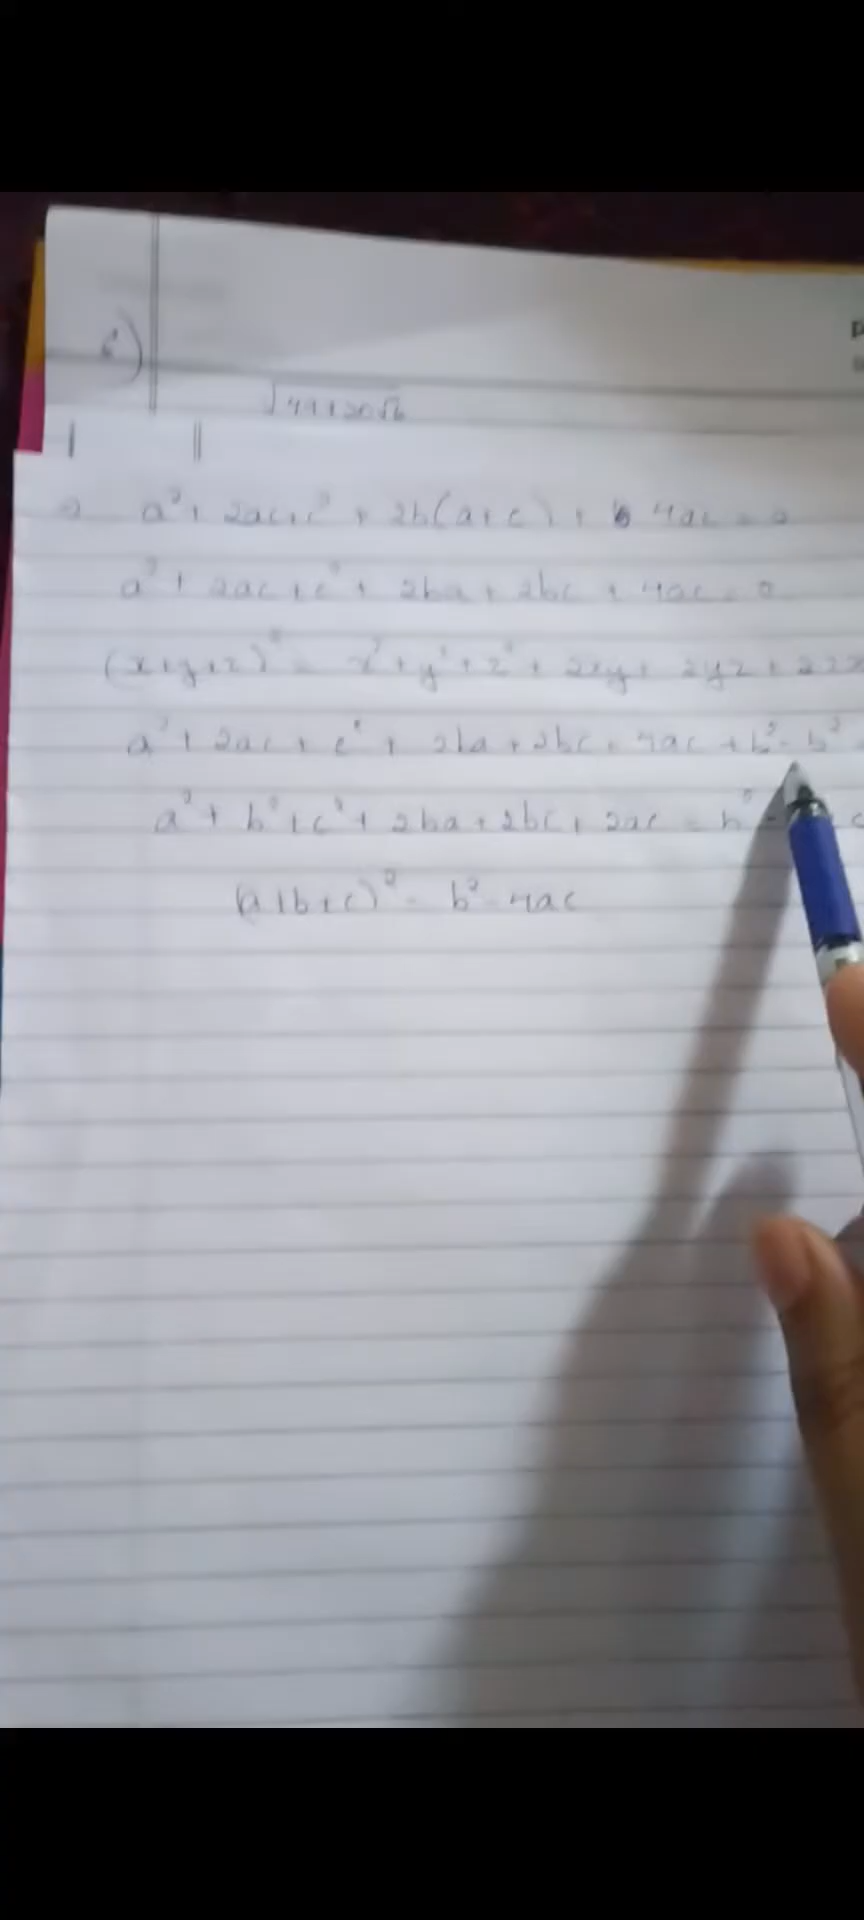 6)
√49+20√6
a² + 2ac + c² + 2b(a+c) + 4ac = 0
a² + 2ac + c² + 2ba + 2bc + 4ac = 0
(x+y+z)² = x² + y² + z² + 2xy + 2yz + 2zx
a² + 2ac + c² + 2ba + 2bc + 4ac + b² - b² =
a² + b² + c² + 2ba + 2bc + 2ac = b² -
(a+b+c)² = b² - 4ac